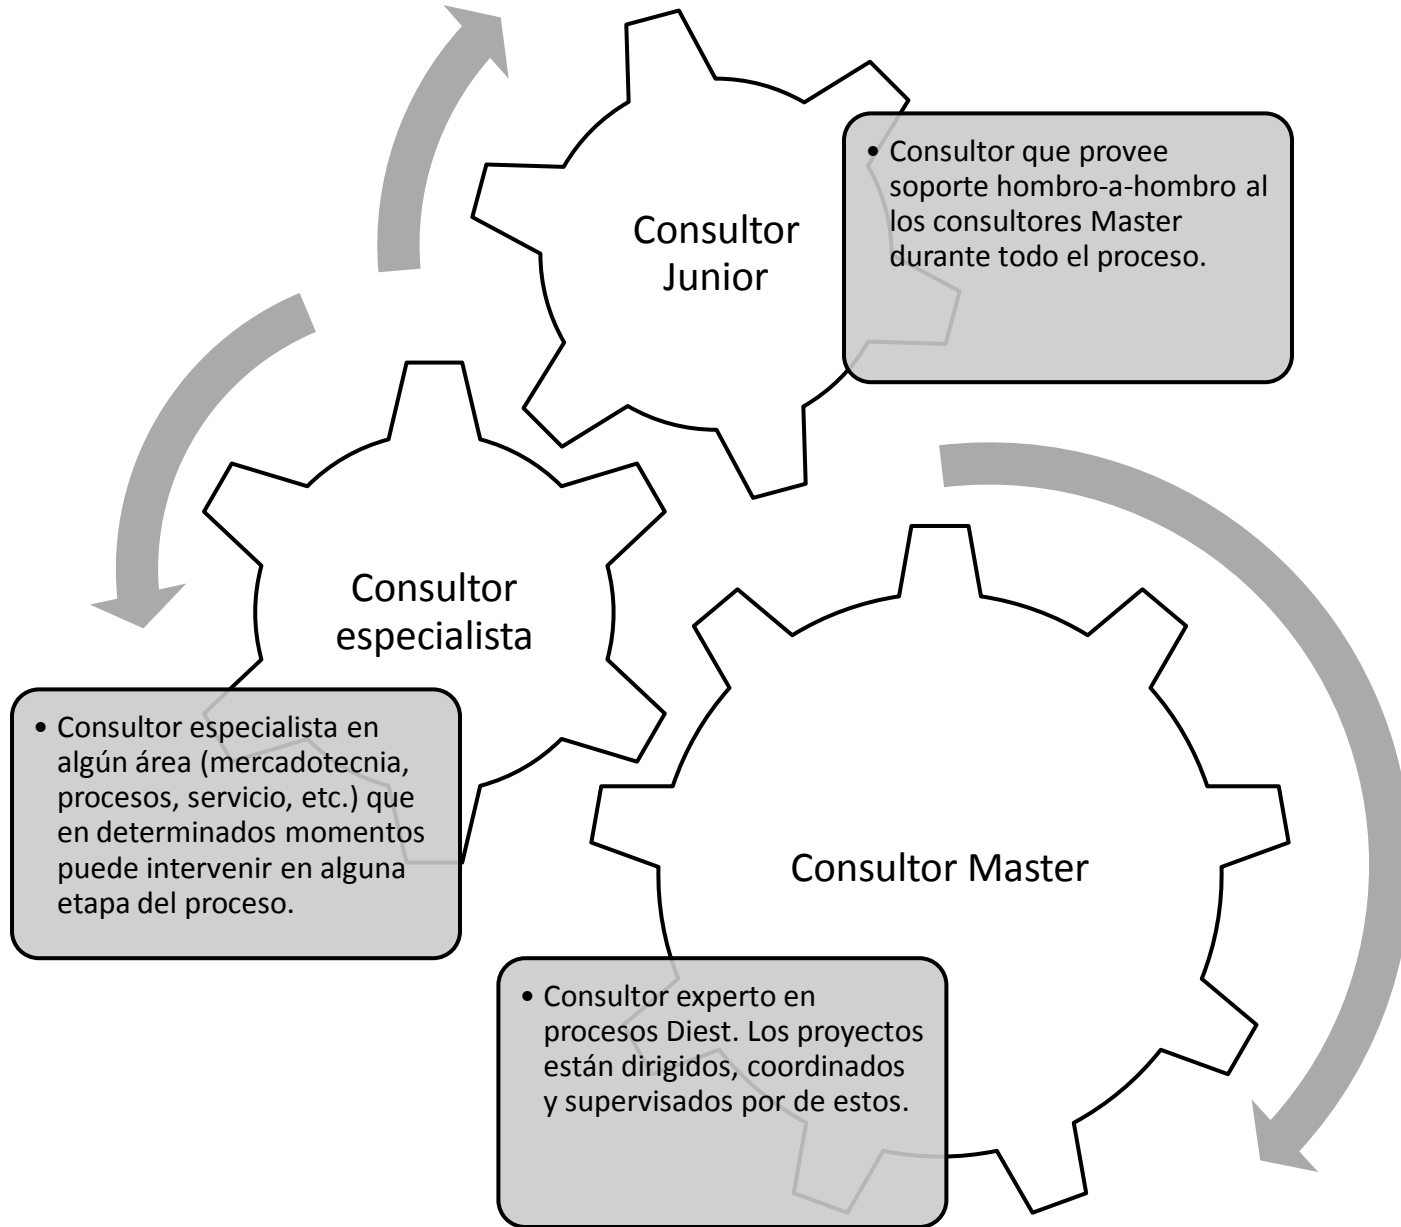 Consultor
Junior
• Consultor que provee
soporte hombro-a-hombro al
los consultores Master
durante todo el proceso.
Consultor
especialista
• Consultor especialista en
algún área (mercadotecnia,
procesos, servicio, etc.) que
en determinados momentos
puede intervenir en alguna
etapa del proceso.
Consultor Master
• Consultor experto en
procesos Diest. Los proyectos
están dirigidos, coordinados
y supervisados por de estos.